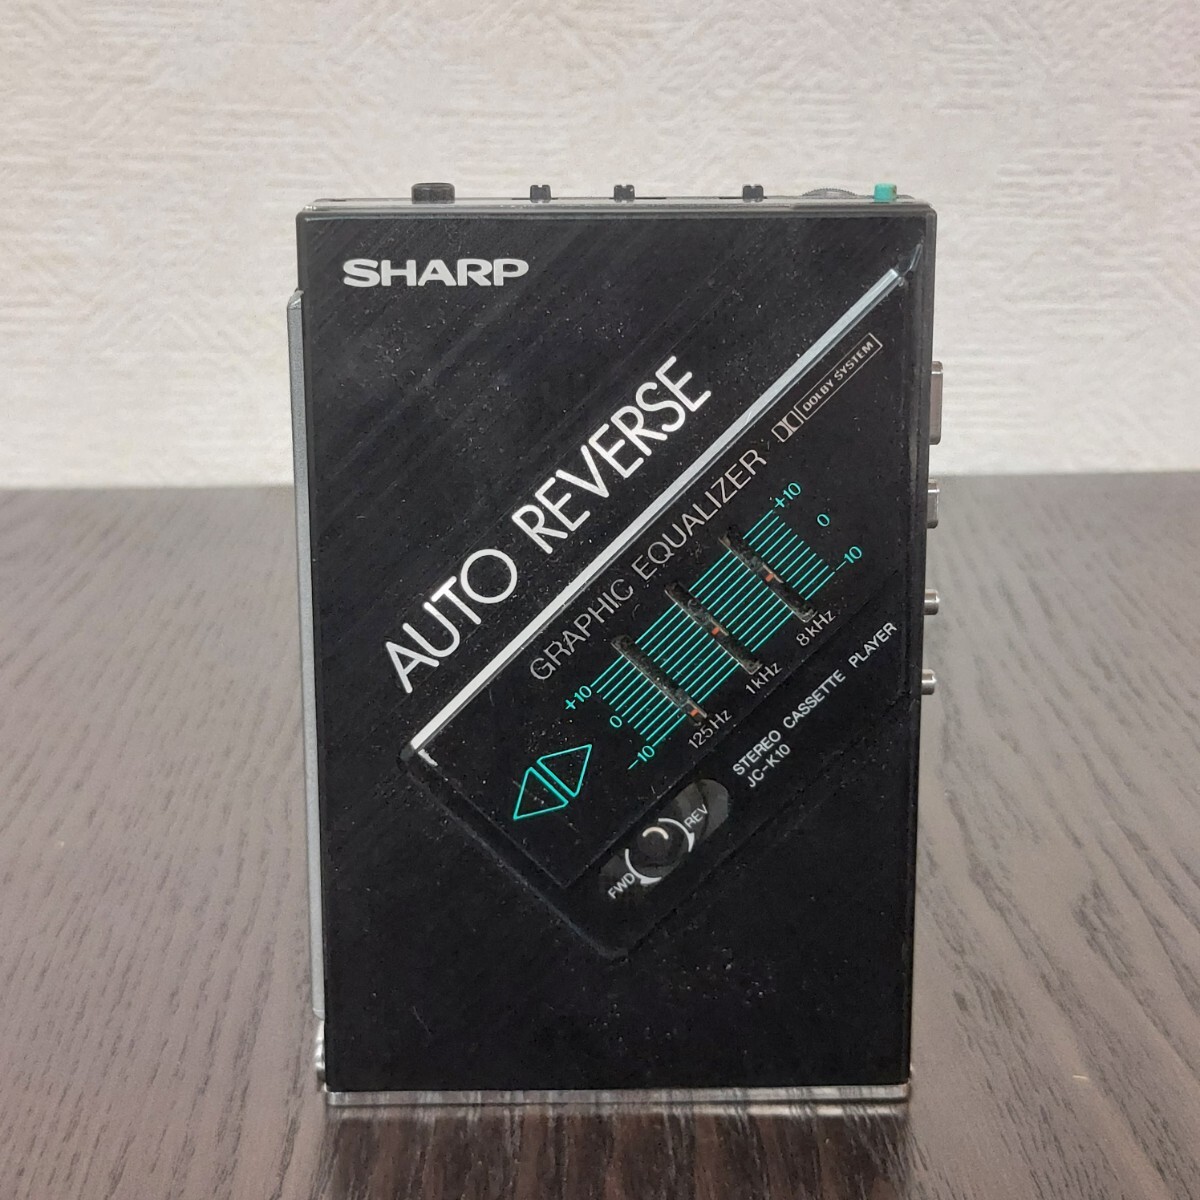 SHARP
AUTO REVERSE
GRAPHIC EQUALIZER
DOLBY SYSTEM
+10
0
-10
+10
0
-10
125Hz
1kHz
8kHz
STEREO CASSETTE PLAYER
JC-K10
FWD
REV